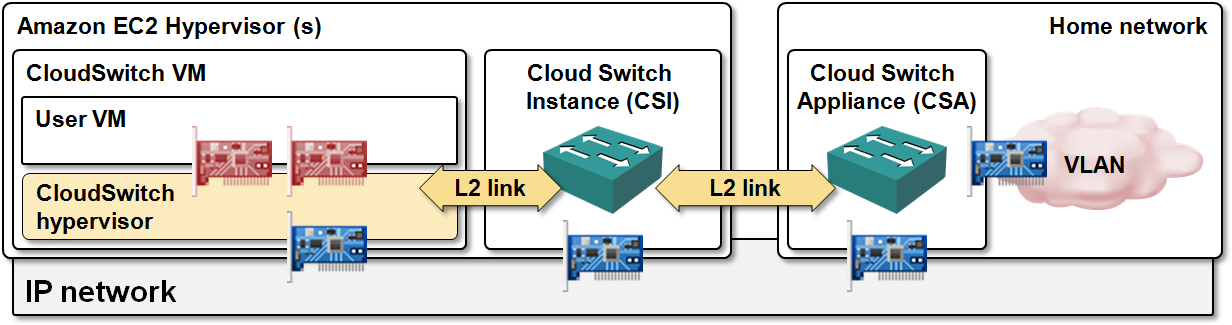 Amazon EC2 Hypervisor (s)
CloudSwitch VM
User VM
CloudSwitch
hypervisor
L2 link
Cloud Switch
Instance (CSI)
L2 link
Home network
Cloud Switch
Appliance (CSA)
VLAN
IP network